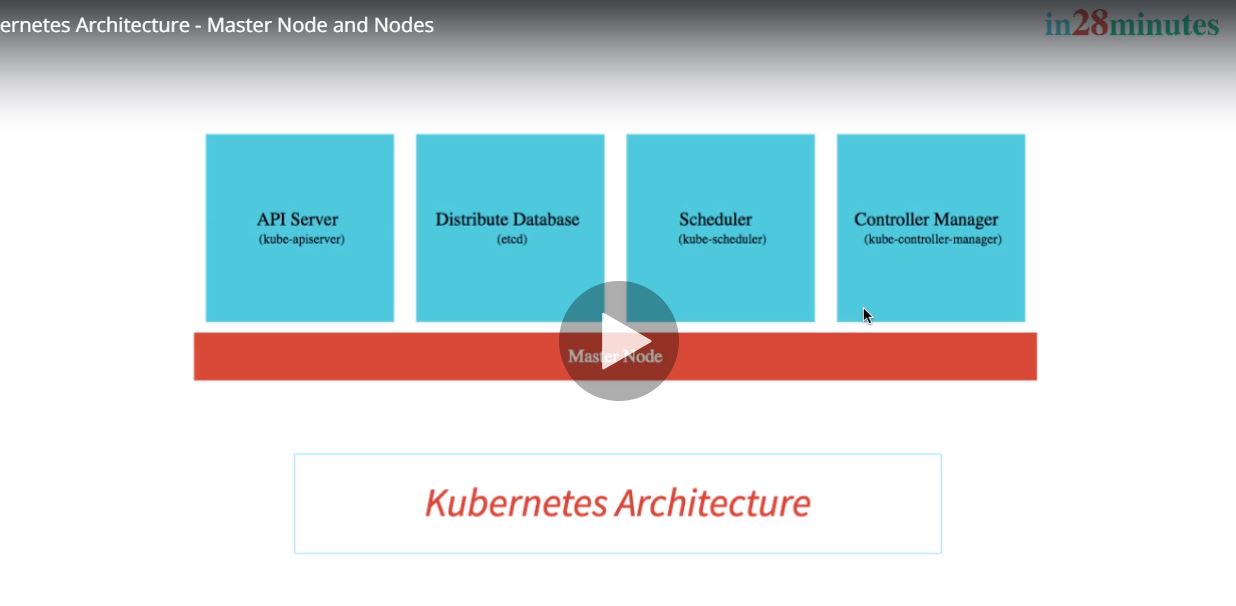 ernetes Architecture - Master Node and Nodes
in28minutes
API Server
(kube-apiserver)
Distribute Database
(etcd)
Scheduler
(kube-scheduler)
Controller Manager
(kube-controller-manager)
Master Node
Kubernetes Architecture